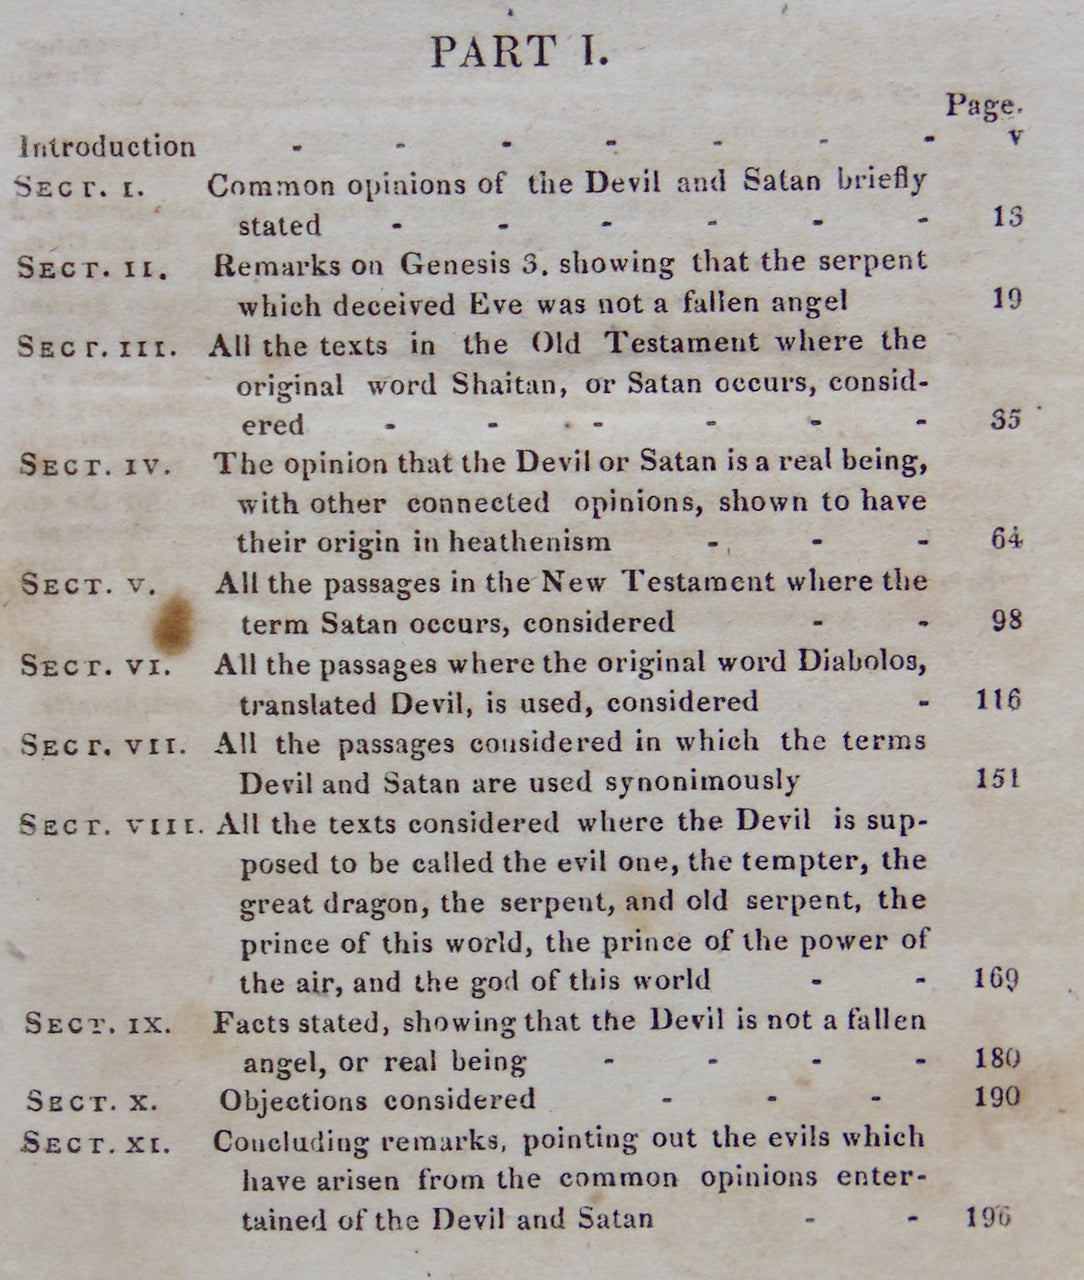 PART I.
Page.
Introduction - - - - - - - v
SECT. I. Common opinions of the Devil and Satan briefly
stated - - - - - - 13
SECT. II. Remarks on Genesis 3. showing that the serpent
which deceived Eve was not a fallen angel 19
SECT. III. All the texts in the Old Testament where the
original word Shaitan, or Satan occurs, consid-
ered - - - - - - 35
SECT. IV. The opinion that the Devil or Satan is a real being,
with other connected opinions, shown to have
their origin in heathenism - - - 64
SECT. V. All the passages in the New Testament where the
term Satan occurs, considered - - 98
SECT. VI. All the passages where the original word Diabolos,
translated Devil, is used, considered - 116
SECT. VII. All the passages considered in which the terms
Devil and Satan are used synonimously 151
SECT. VIII. All the texts considered where the Devil is sup-
posed to be called the evil one, the tempter, the
great dragon, the serpent, and old serpent, the
prince of this world, the prince of the power of
the air, and the god of this world - - 169
SECT. IX. Facts stated, showing that the Devil is not a fallen
angel, or real being - - - - 180
SECT. X. Objections considered - - - 190
SECT. XI. Concluding remarks, pointing out the evils which
have arisen from the common opinions enter-
tained of the Devil and Satan - - 196